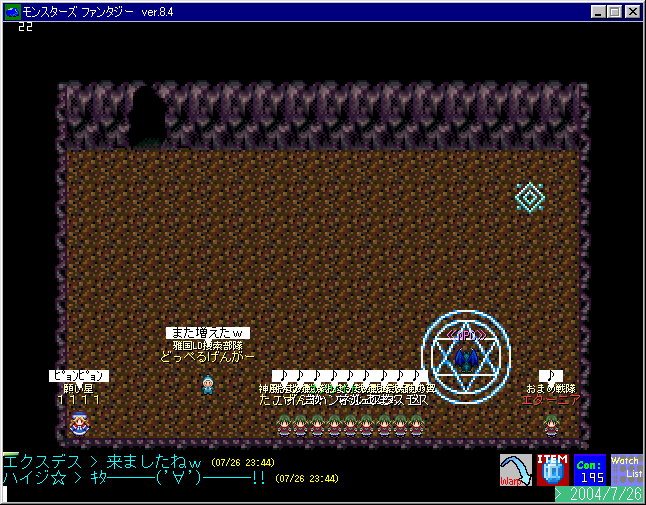 モンスターズ ファンタジー ver.8.4
22
また増えたｗ
雅国LD捜索部隊
どっぺるげんがー
ﾋﾟｮﾝﾋﾟｮﾝ
願い星
１１１１
♪ ♪ ♪ ♪ ♪ ♪ ♪ ♪ ♪
<<NPC>>
♪
おまめ戦隊
エターニア
エクスデス > 来ましたねｗ (07/26 23:44)
ハイジ☆ > ｷﾀ━━━(ﾟ∀ﾟ)━━━!! (07/26 23:44)
Warp
ITEM
Con:
195
Watch
List
> 2004/7/26